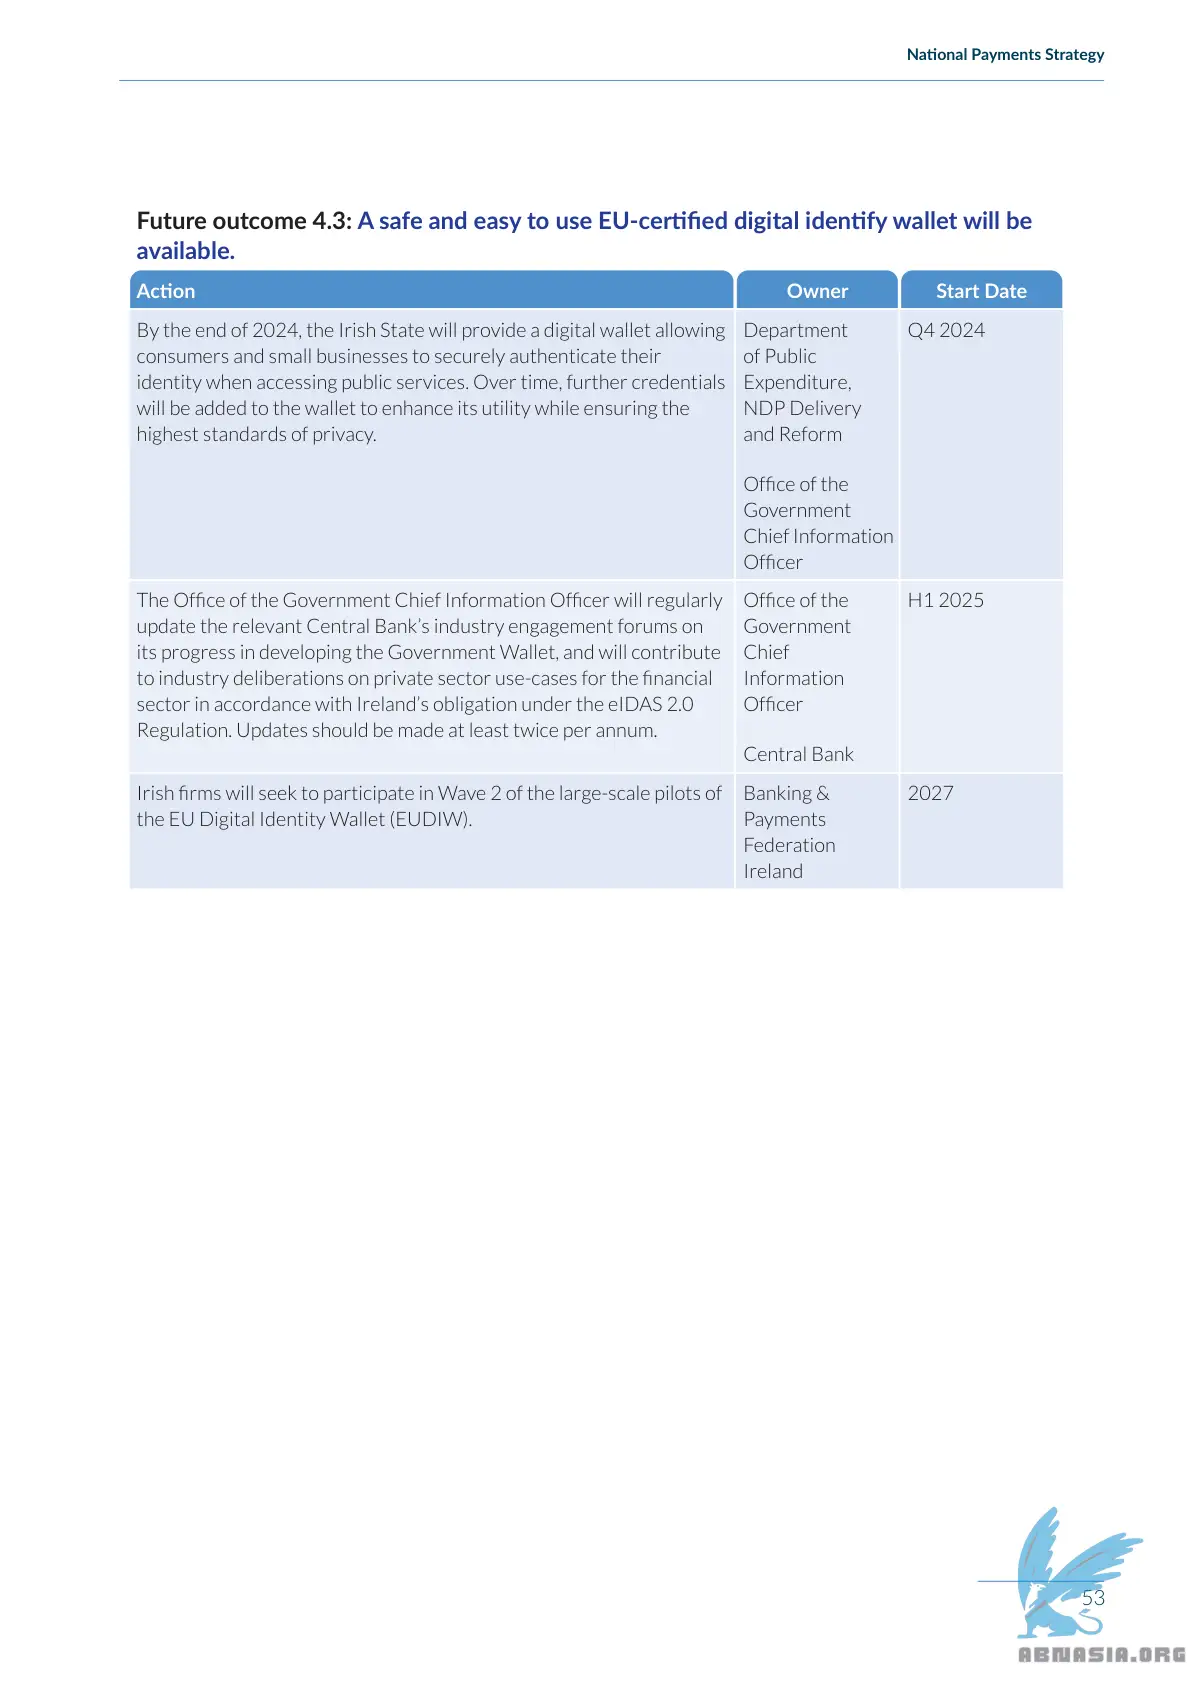 National Payments Strategy
Future outcome 4.3: A safe and easy to use EU-certified digital identify wallet will be
available.
Action
Owner
Start Date
By the end of 2024, the Irish State will provide a digital wallet allowing
consumers and small businesses to securely authenticate their
identity when accessing public services. Over time, further credentials
will be added to the wallet to enhance its utility while ensuring the
highest standards of privacy.
Department
of Public
Expenditure,
NDP Delivery
and Reform
Office of the
Government
Chief Information
Officer
Q4 2024
The Office of the Government Chief Information Officer will regularly
update the relevant Central Bank’s industry engagement forums on
its progress in developing the Government Wallet, and will contribute
to industry deliberations on private sector use-cases for the financial
sector in accordance with Ireland’s obligation under the eIDAS 2.0
Regulation. Updates should be made at least twice per annum.
Office of the
Government
Chief
Information
Officer
Central Bank
H1 2025
Irish firms will seek to participate in Wave 2 of the large-scale pilots of
the EU Digital Identity Wallet (EUDIW).
Banking &
Payments
Federation
Ireland
2027
53
ABNASIA.ORG